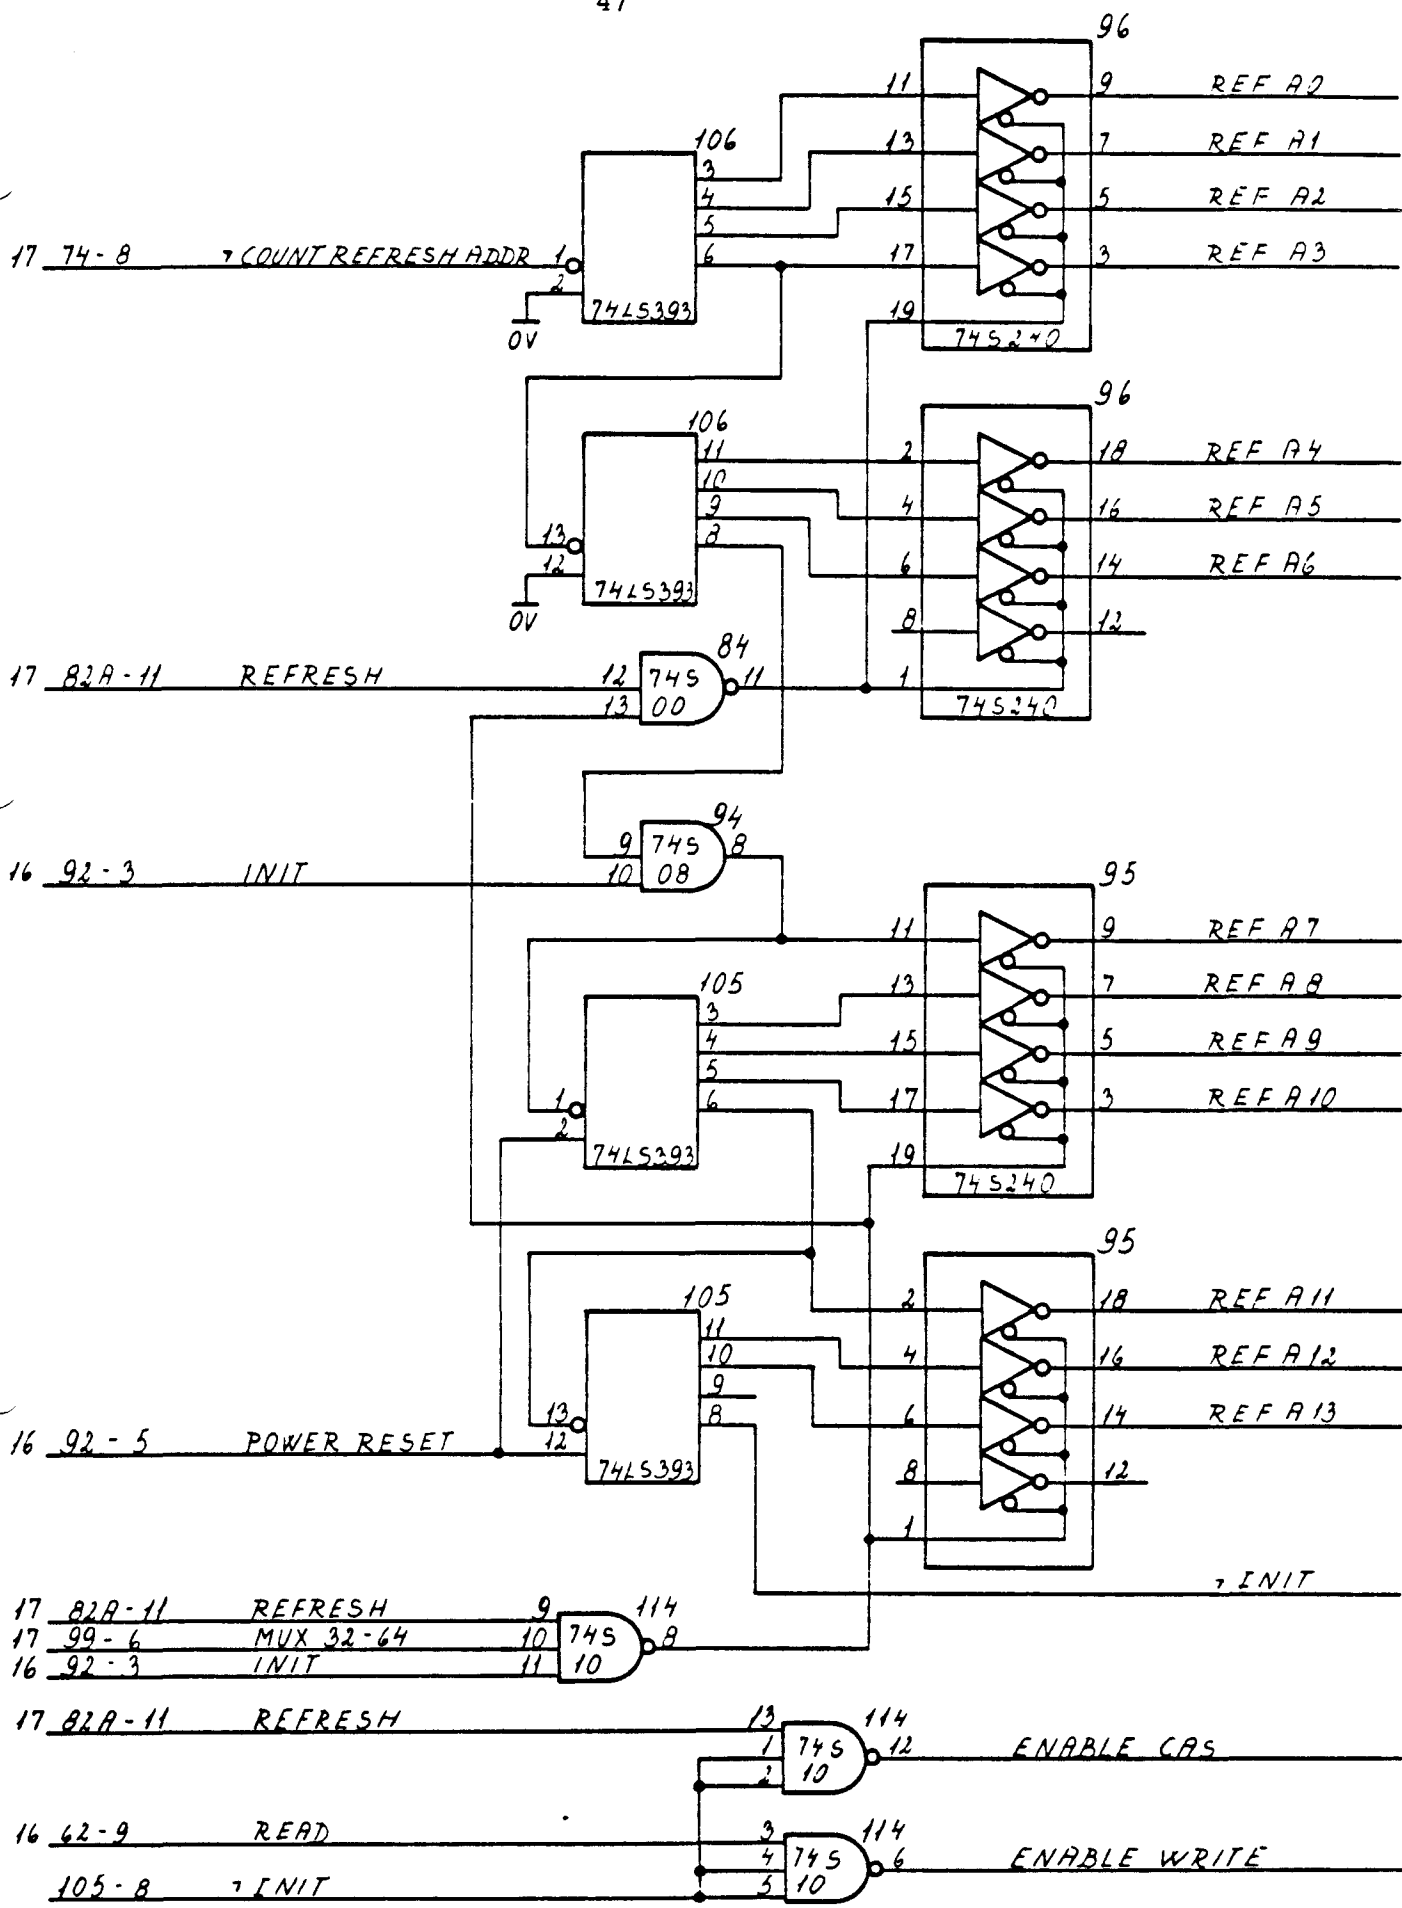 47
96
11 9 REF A0
106
3 13 7 REF A1
4
15 5 REF A2
5
17 74-8 ¬COUNT REFRESH ADDR 1 6 17 3 REF A3
2
0V
74LS393
19
74S240
96
106
11 2 18 REF A4
10
4 16 REF A5
9
13 8
12 6 14 REF A6
0V
74LS393
8 12
84
17 82A-11 REFRESH 12 74S 11 1
13 00
74S240
94
9 74S 8
16 92-3 INIT 10 08
95
11 9 REF A7
105
13 7 REF A8
3
4 15 5 REF A9
5
1 6 17 3 REF A10
2
74LS393
19
74S240
95
105
2 18 REF A11
11
10 4 16 REF A12
9
13 8 6 14 REF A13
16 92-5 POWER RESET 12
74LS393
8 12
1
¬INIT
17 82A-11 REFRESH 9 114
17 99-6 MUX 32-64 10 74S 8
16 92-3 INIT 11 10
17 82A-11 REFRESH 13 114
1 74S 12 ENABLE CAS
2 10
16 62-9 READ 3 114
4 74S 6 ENABLE WRITE
105-8 ¬INIT 5 10